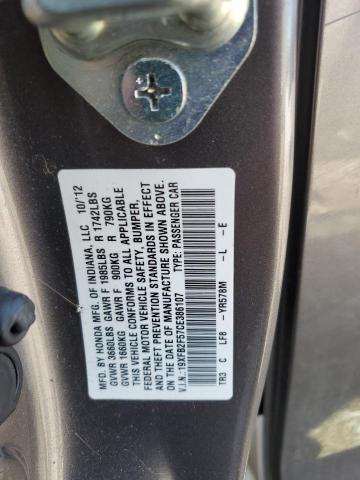 MFD. BY HONDA MFG. OF INDIANA, LLC 10/12
GVWR 3660LBS GAWR F 1985LBS R 1742LBS
GVWR 1660KG GAWR F 900KG R 790KG
THIS VEHICLE CONFORMS TO ALL APPLICABLE
FEDERAL MOTOR VEHICLE SAFETY, BUMPER,
AND THEFT PREVENTION STANDARDS IN EFFECT
ON THE DATE OF MANUFACTURE SHOWN ABOVE.
V.I.N.:19XFB2F57CE386107 TYPE: PASSENGER CAR
TR3 C LF8 -YR578M -L -E